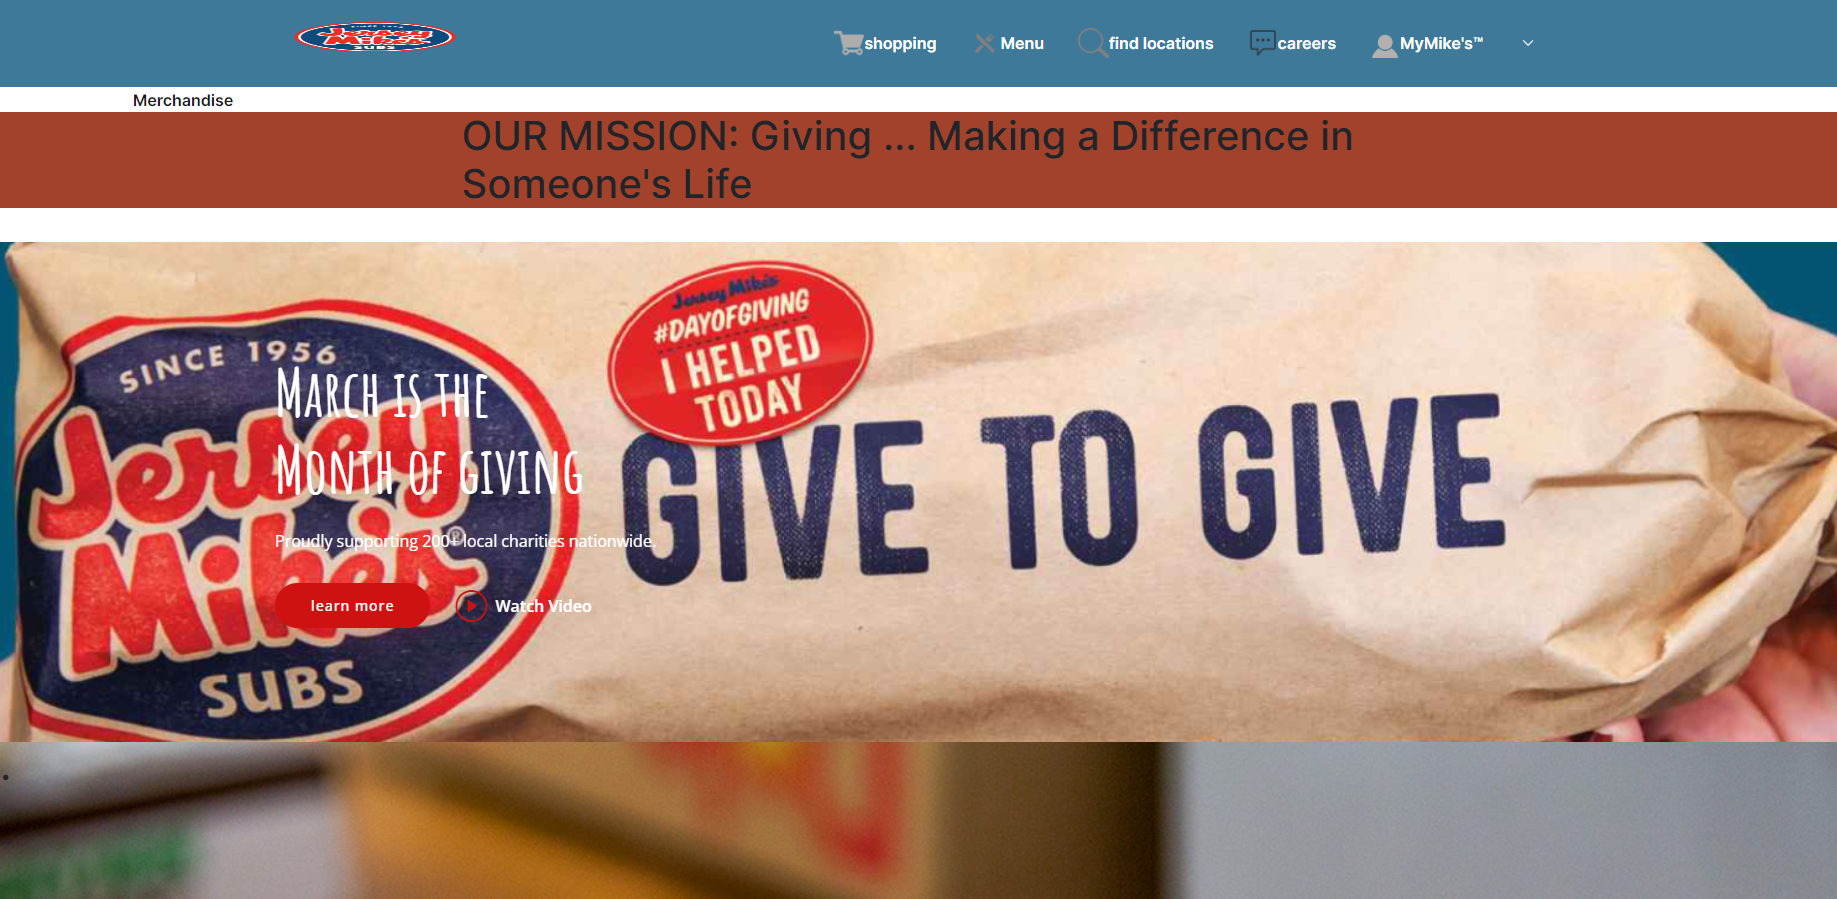 SINCE 1956
Jersey
Mike's
SUBS
shopping
Menu
find locations
careers
MyMike's™
Merchandise
OUR MISSION: Giving ... Making a Difference in
Someone's Life
SINCE 1956
Jersey
Mike's®
SUBS
Jersey Mike's
#DAYOFGIVING
I HELPED
TODAY
GIVE TO GIVE
March is the
Month of giving
Proudly supporting 200+ local charities nationwide.
learn more
Watch Video